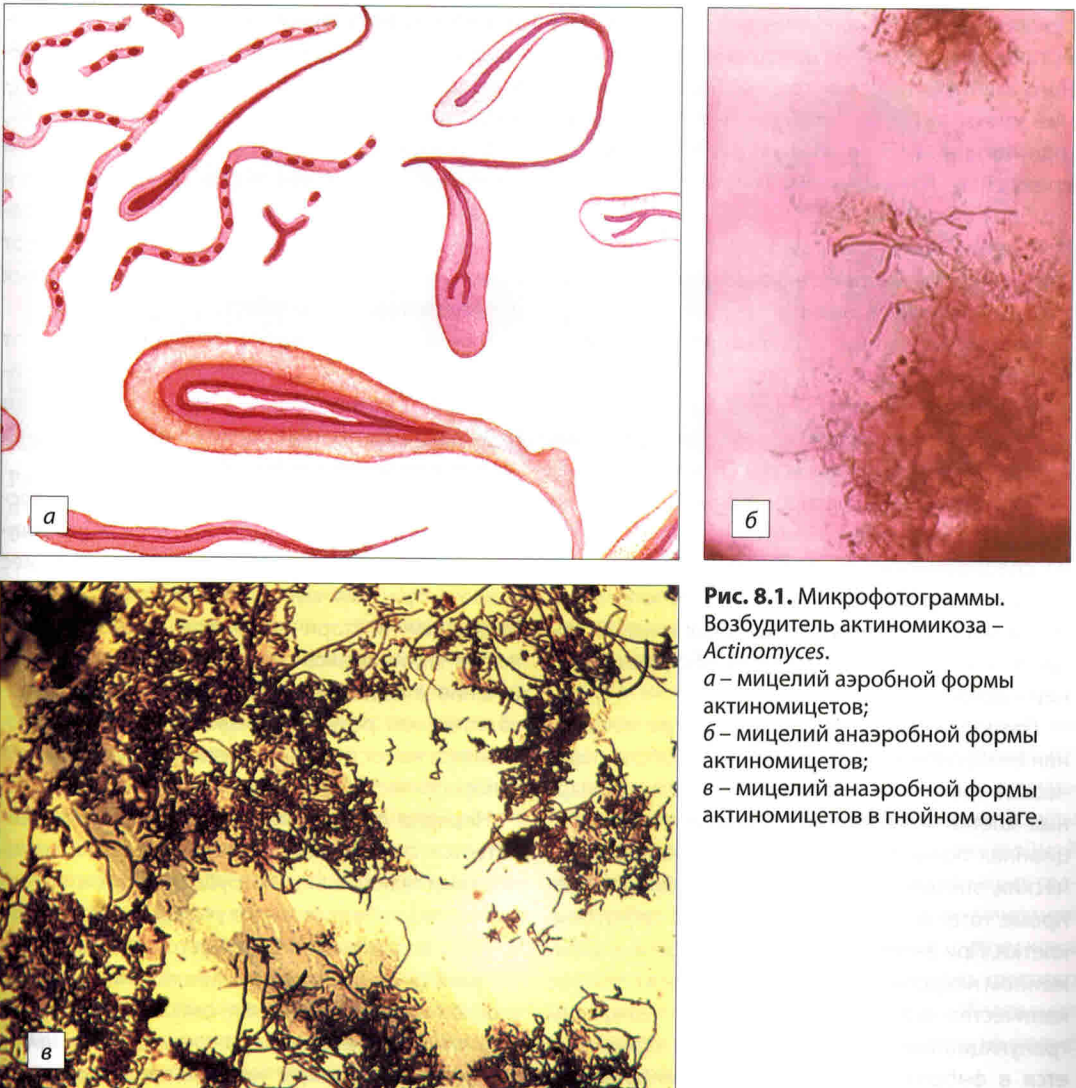 а
б
Рис. 8.1. Микрофотограммы.
Возбудитель актиномикоза –
Actinomyces.
а – мицелий аэробной формы
актиномицетов;
б – мицелий анаэробной формы
актиномицетов;
в – мицелий анаэробной формы
актиномицетов в гнойном очаге.
в